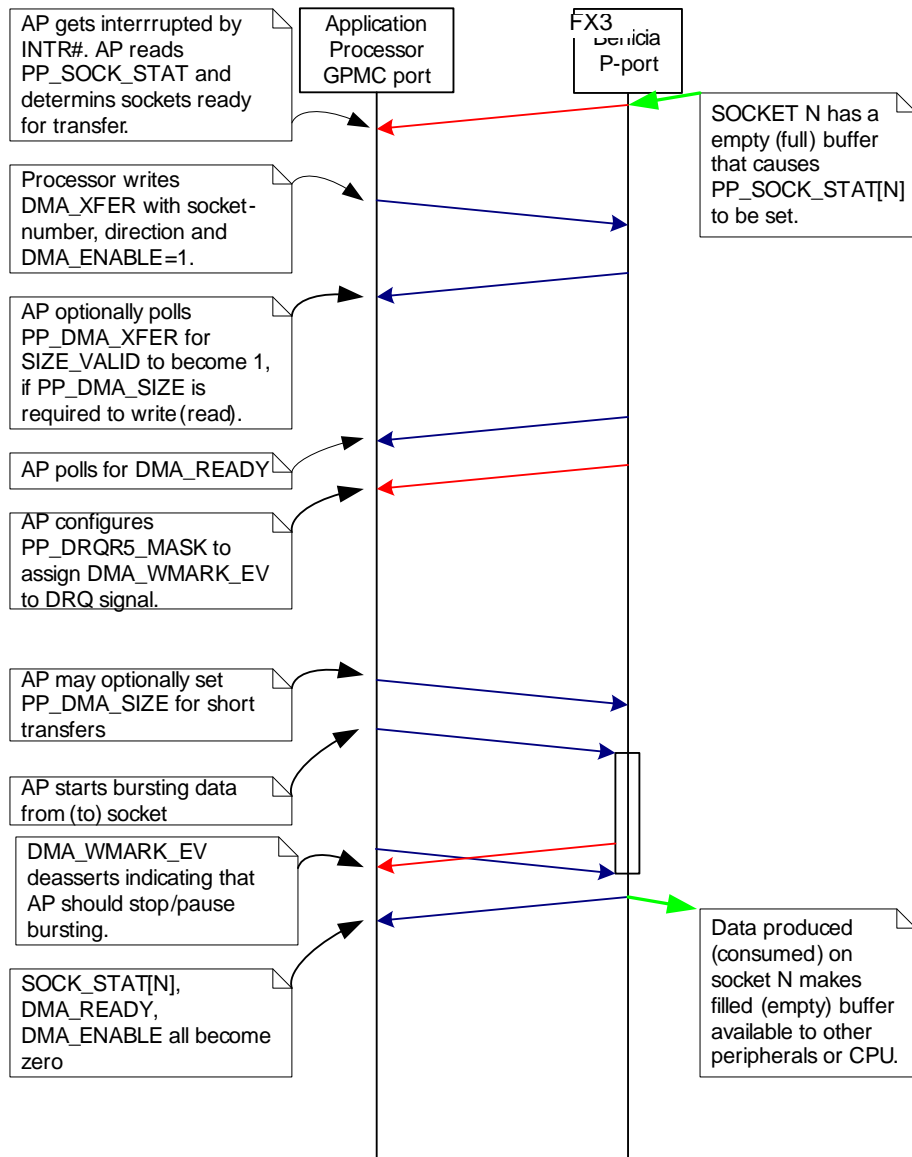 AP gets interrrupted by
INTR#. AP reads
PP_SOCK_STAT and
determins sockets ready
for transfer.
Application
Processor
GPMC port
FX3
Benicia
P-port
SOCKET N has a
empty (full) buffer
that causes
PP_SOCK_STAT[N]
to be set.
Processor writes
DMA_XFER with socket-
number, direction and
DMA_ENABLE=1.
AP optionally polls
PP_DMA_XFER for
SIZE_VALID to become 1,
if PP_DMA_SIZE is
required to write (read).
AP polls for DMA_READY
AP configures
PP_DRQR5_MASK to
assign DMA_WMARK_EV
to DRQ signal.
AP may optionally set
PP_DMA_SIZE for short
transfers
AP starts bursting data
from (to) socket
DMA_WMARK_EV
deasserts indicating that
AP should stop/pause
bursting.
SOCK_STAT[N],
DMA_READY,
DMA_ENABLE all become
zero
Data produced
(consumed) on
socket N makes
filled (empty) buffer
available to other
peripherals or CPU.